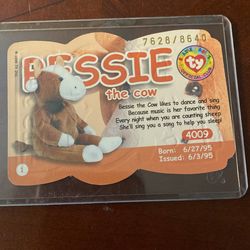 7628/8640
BESSIE
the cow
ty
Bessie the Cow likes to dance and sing
Because music is her favorite thing
Every night when you are counting sheep
She'll sing you a song to help you sleep!
4009
Born: 6/27/95
Issued: 6/3/95
1